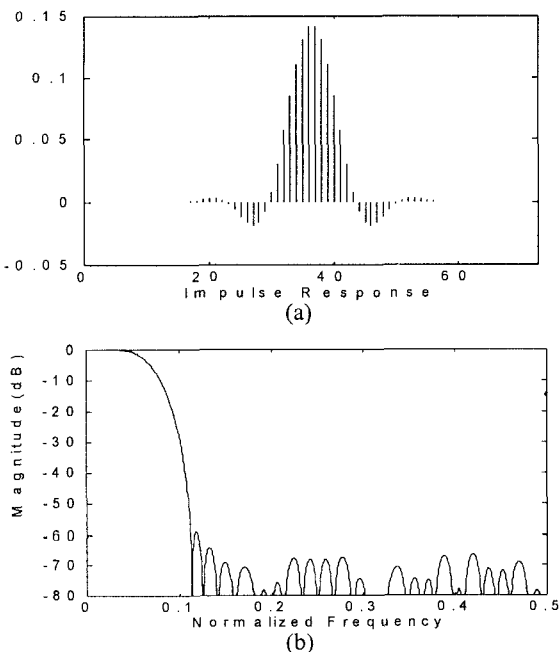 0.15
0.1
0.05
0
-0.05
0 20 40 60
Impulse Response
(a)
Magnitude(dB)
0
-10
-20
-30
-40
-50
-60
-70
-80
0 0.1 0.2 0.3 0.4 0.5
Normalized Frequency
(b)